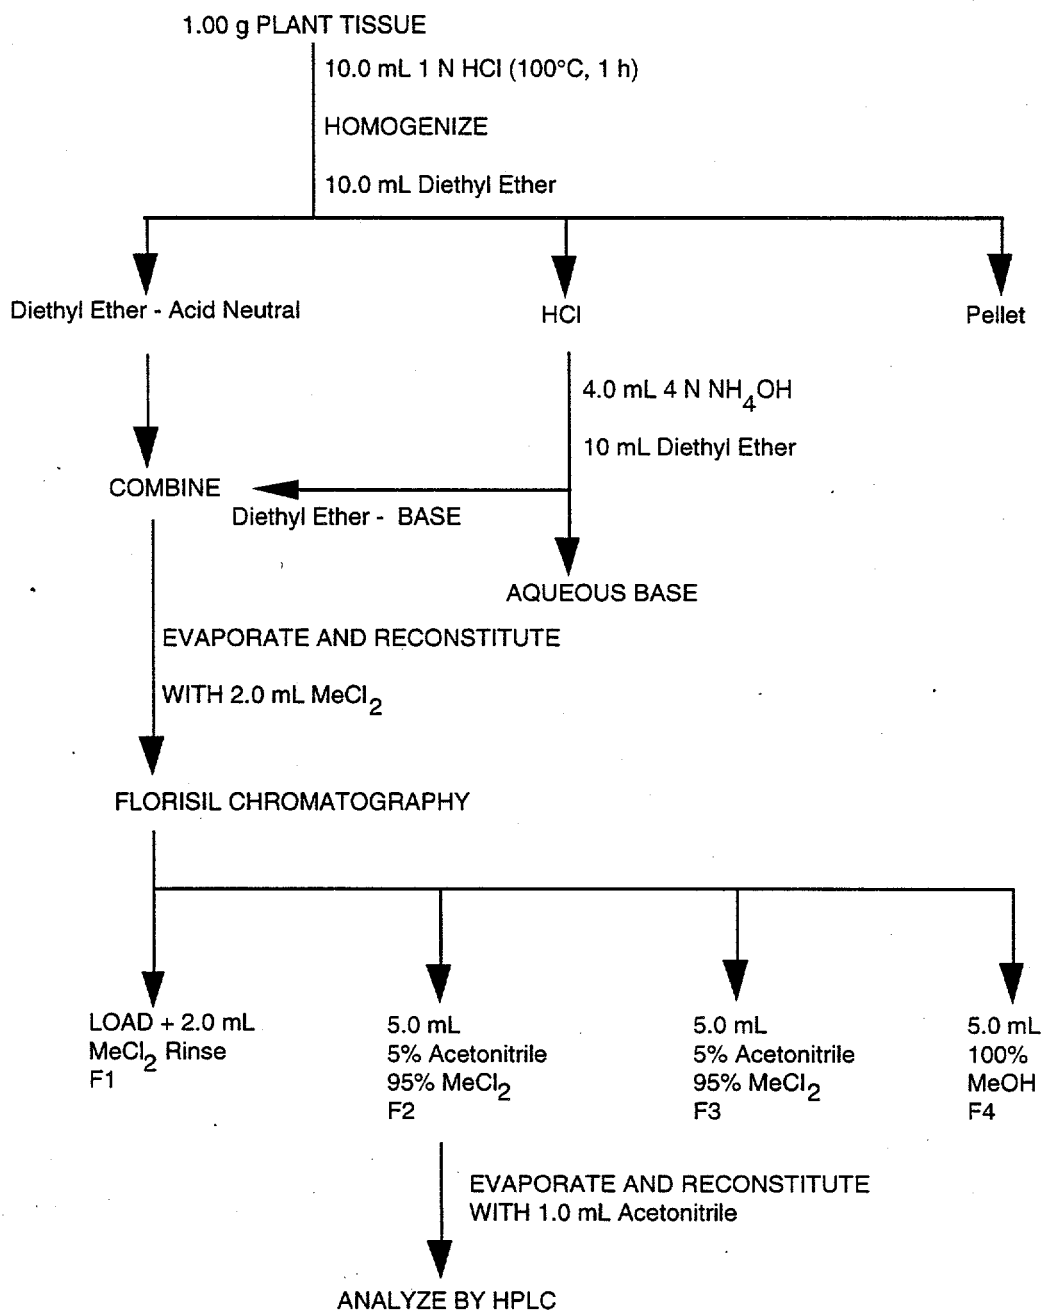 1.00 g PLANT TISSUE
10.0 mL 1 N HCl (100°C, 1 h)
HOMOGENIZE
10.0 mL Diethyl Ether
Diethyl Ether - Acid Neutral
HCl
Pellet
4.0 mL 4 N NH4OH
10 mL Diethyl Ether
COMBINE
Diethyl Ether - BASE
AQUEOUS BASE
EVAPORATE AND RECONSTITUTE
WITH 2.0 mL MeCl2
FLORISIL CHROMATOGRAPHY
LOAD + 2.0 mL
MeCl2 Rinse
F1
5.0 mL
5% Acetonitrile
95% MeCl2
F2
5.0 mL
5% Acetonitrile
95% MeCl2
F3
5.0 mL
100%
MeOH
F4
EVAPORATE AND RECONSTITUTE
WITH 1.0 mL Acetonitrile
ANALYZE BY HPLC